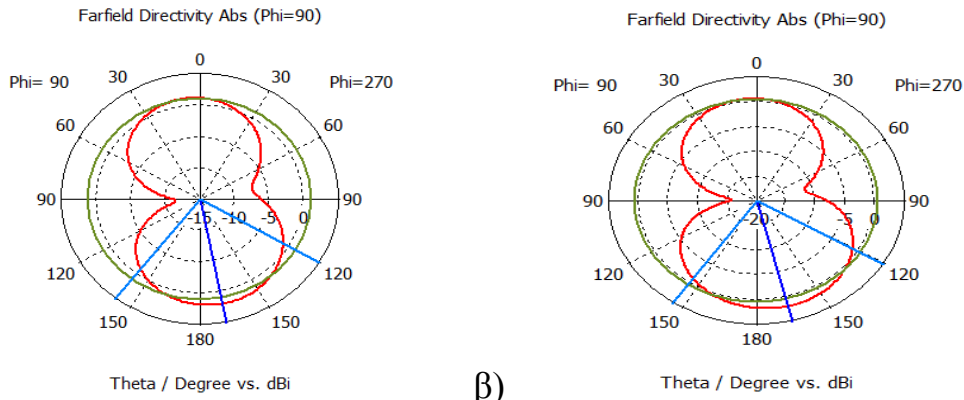 Farfield Directivity Abs (Phi=90)
0
Phi= 90 30 30 Phi=270
60 60
90 -15 -10 -5 0 90
120 120
150 150
180
Theta / Degree vs. dBi
β)
Farfield Directivity Abs (Phi=90)
0
Phi= 90 30 30 Phi=270
60 60
90 -20 -5 0 90
120 120
150 150
180
Theta / Degree vs. dBi